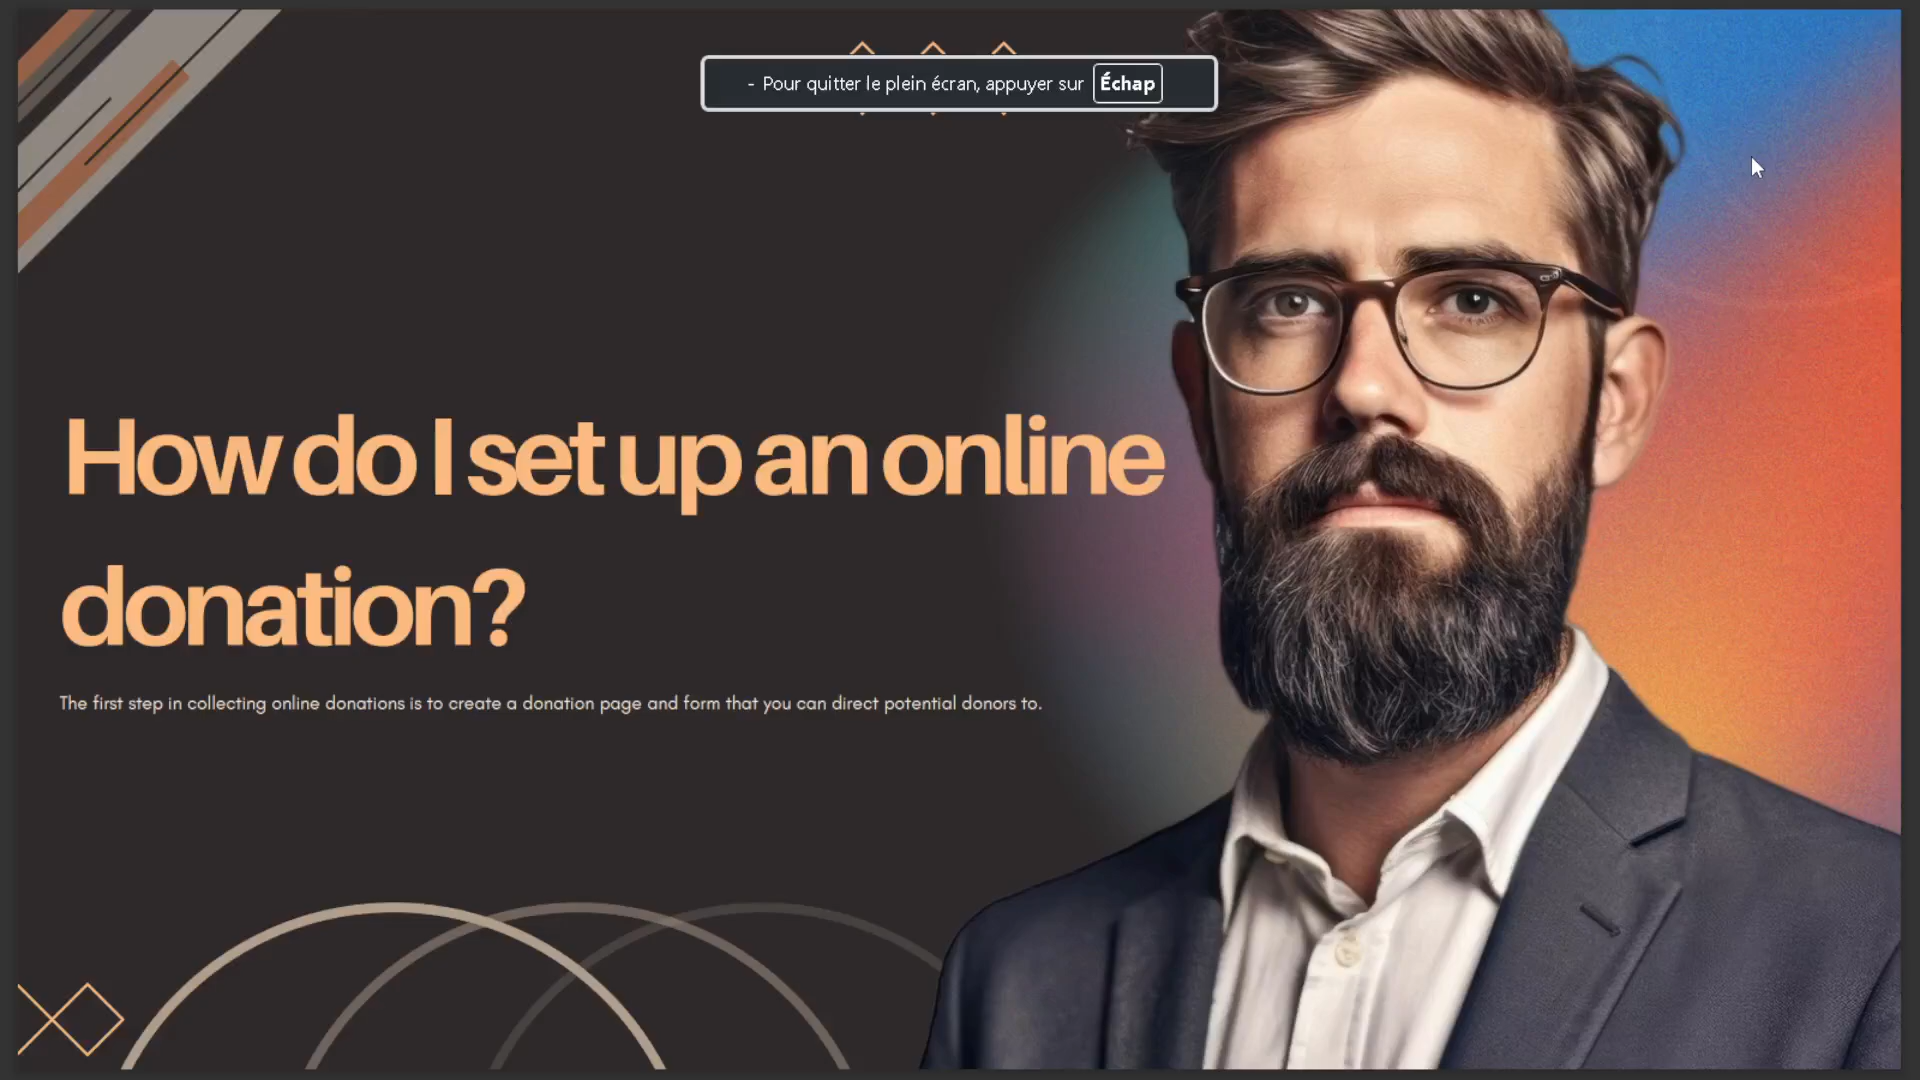 - Pour quitter le plein écran, appuyer sur Échap
How do I set up an online
donation?
The first step in collecting online donations is to create a donation page and form that you can direct potential donors to.